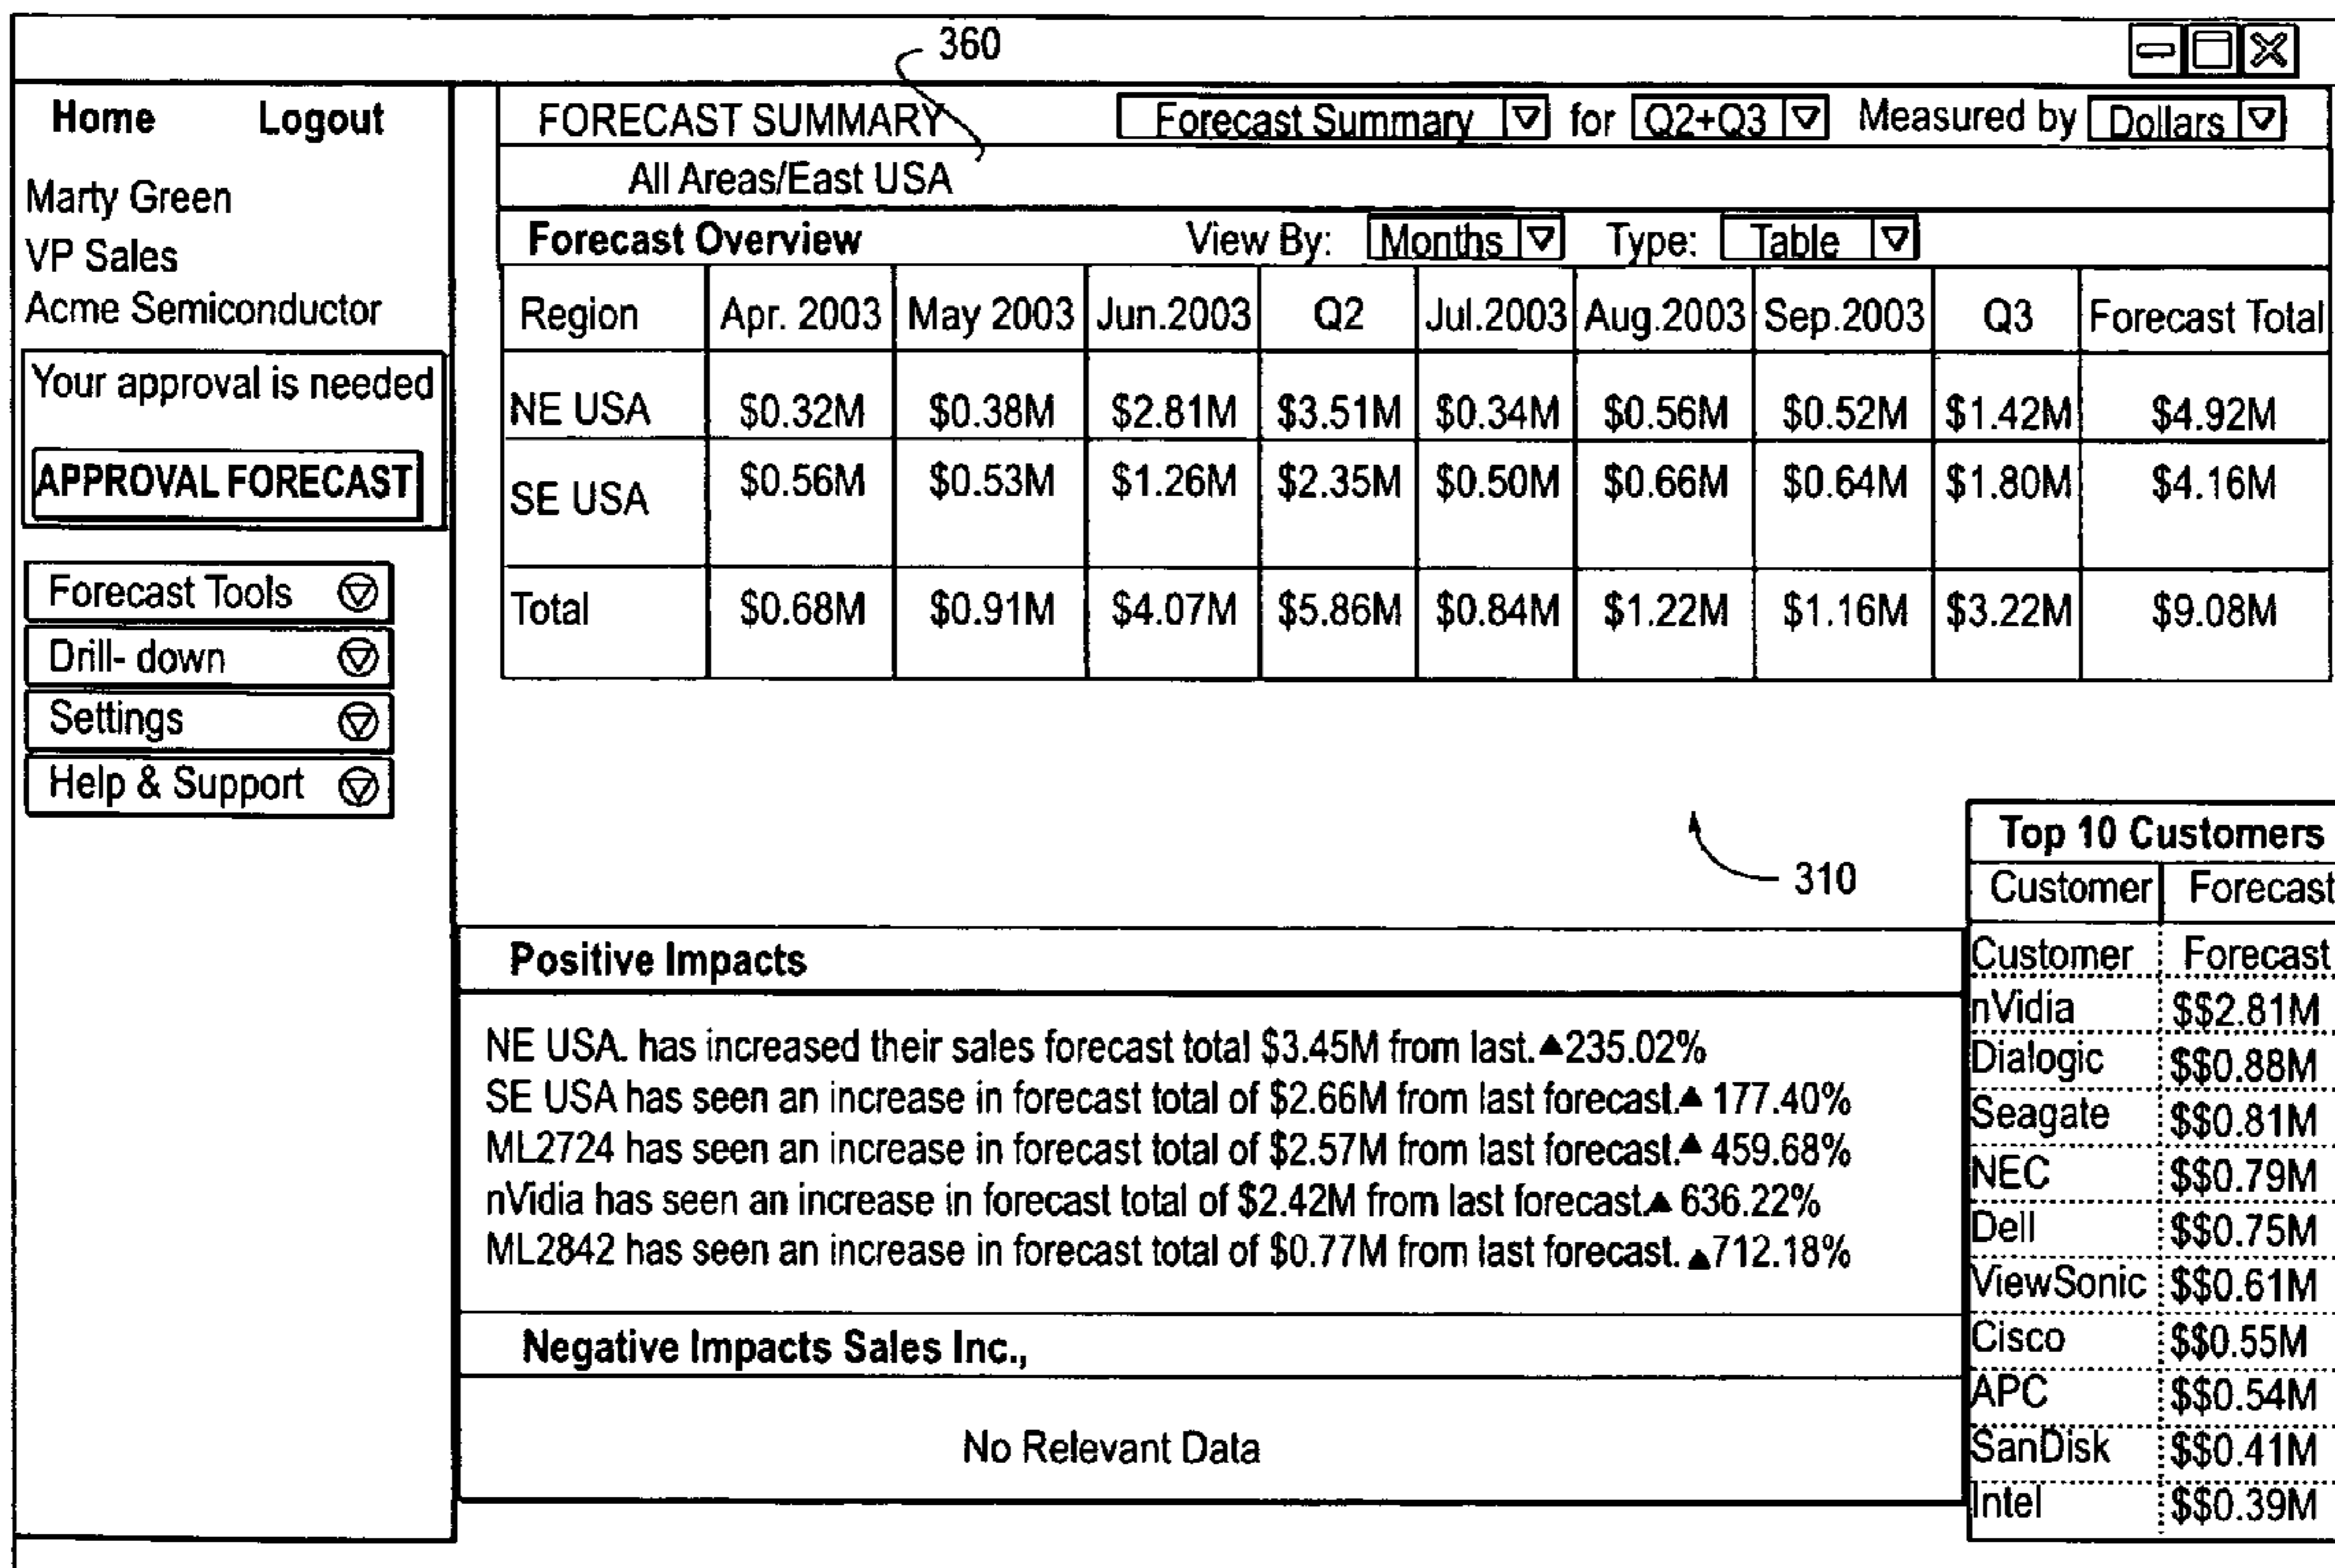 360
Home Logout
Marty Green
VP Sales
Acme Semiconductor
Your approval is needed
APPROVAL FORECAST
Forecast Tools
Drill- down
Settings
Help & Support
FORECAST SUMMARY Forecast Summary for Q2+Q3 Measured by Dollars
All Areas/East USA
Forecast Overview View By: Months Type: Table
Region Apr. 2003 May 2003 Jun.2003 Q2 Jul.2003 Aug.2003 Sep.2003 Q3 Forecast Total
NE USA $0.32M $0.38M $2.81M $3.51M $0.34M $0.56M $0.52M $1.42M $4.92M
SE USA $0.56M $0.53M $1.26M $2.35M $0.50M $0.66M $0.64M $1.80M $4.16M
Total $0.68M $0.91M $4.07M $5.86M $0.84M $1.22M $1.16M $3.22M $9.08M
310
Positive Impacts
NE USA. has increased their sales forecast total $3.45M from last.▲235.02%
SE USA has seen an increase in forecast total of $2.66M from last forecast.▲ 177.40%
ML2724 has seen an increase in forecast total of $2.57M from last forecast.▲ 459.68%
nVidia has seen an increase in forecast total of $2.42M from last forecast.▲ 636.22%
ML2842 has seen an increase in forecast total of $0.77M from last forecast. ▲712.18%
Negative Impacts Sales Inc.,
No Relevant Data
Top 10 Customers
Customer Forecast
Customer Forecast
nVidia $$2.81M
Dialogic $$0.88M
Seagate $$0.81M
NEC $$0.79M
Dell $$0.75M
ViewSonic $$0.61M
Cisco $$0.55M
APC $$0.54M
SanDisk $$0.41M
Intel $$0.39M